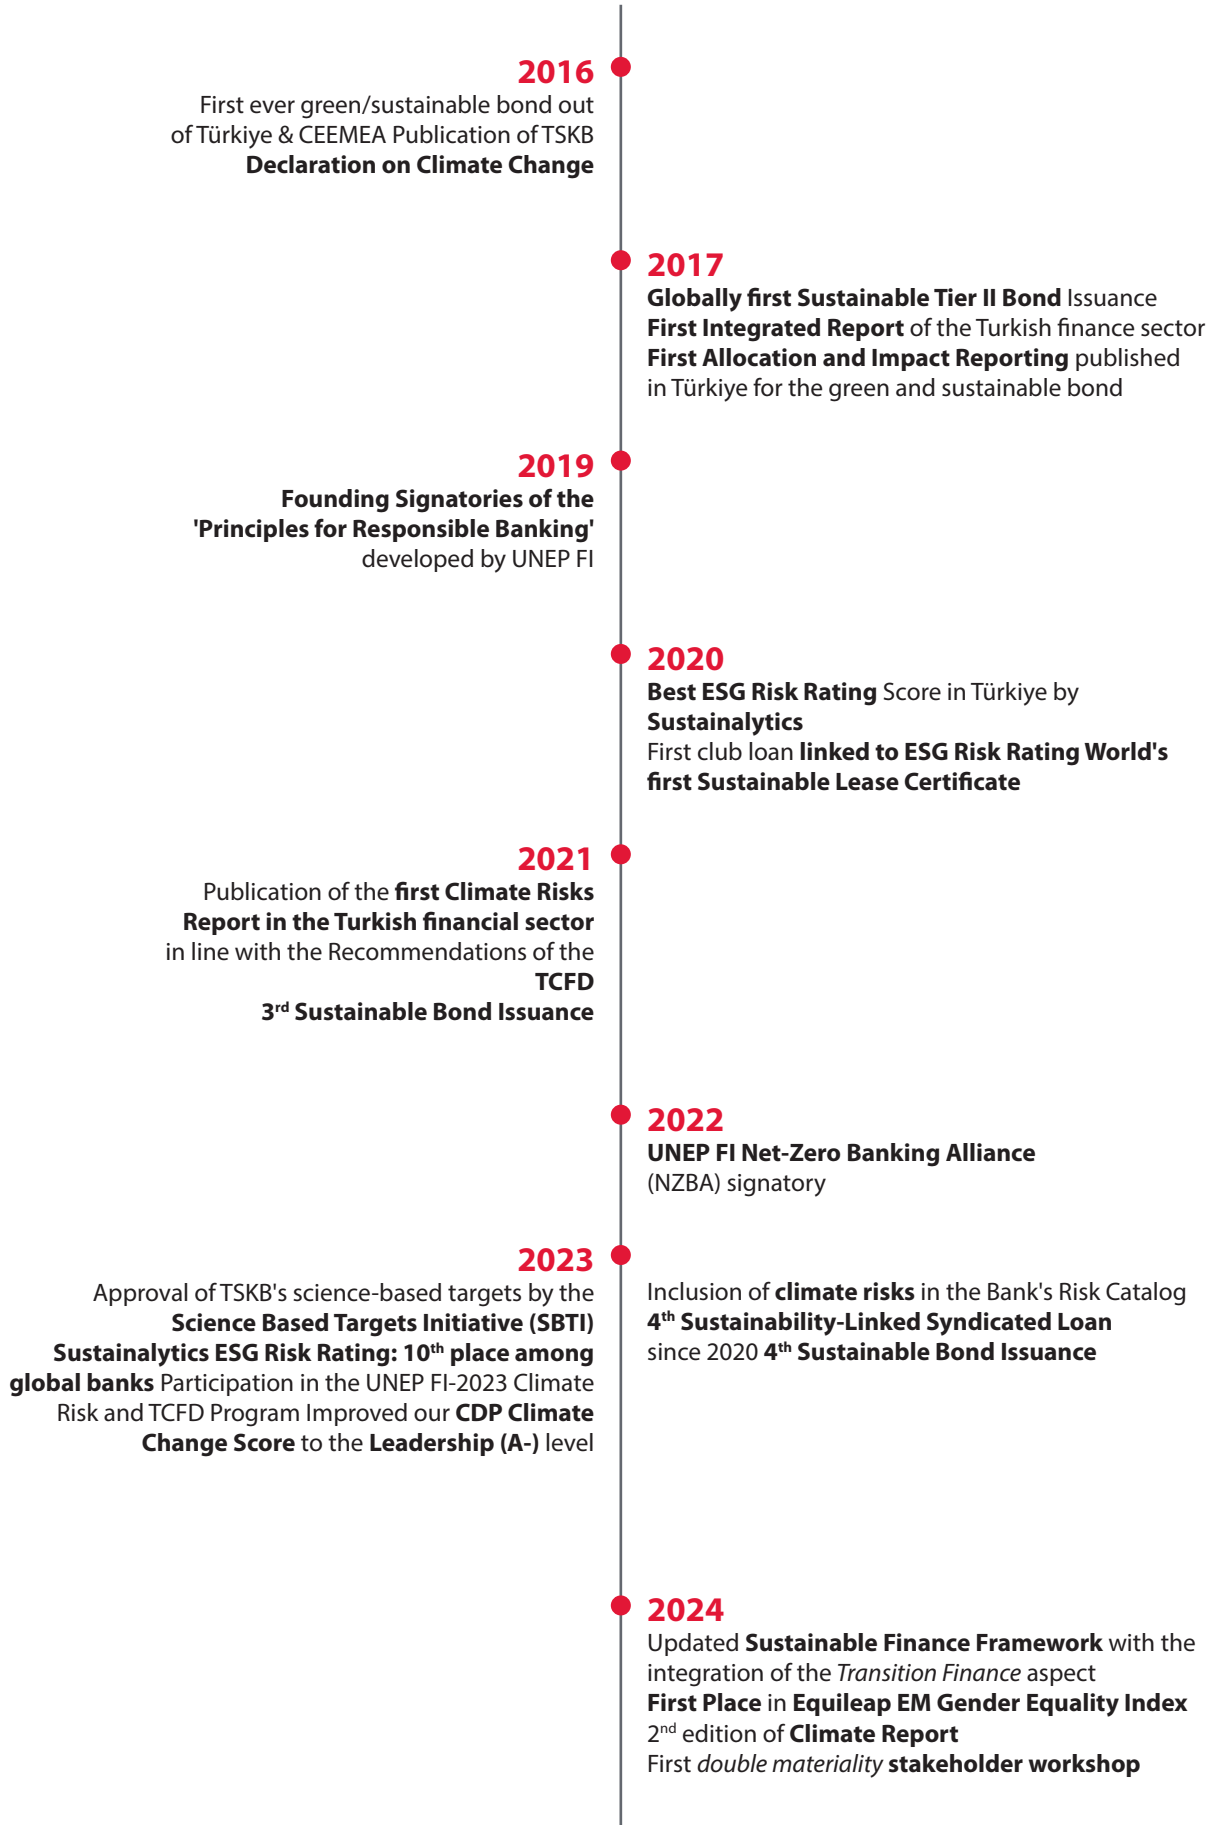 2016
First ever green/sustainable bond out
of Türkiye & CEEMEA Publication of TSKB
Declaration on Climate Change
2017
Globally first Sustainable Tier II Bond Issuance
First Integrated Report of the Turkish finance sector
First Allocation and Impact Reporting published
in Türkiye for the green and sustainable bond
2019
Founding Signatories of the
'Principles for Responsible Banking'
developed by UNEP FI
2020
Best ESG Risk Rating Score in Türkiye by
Sustainalytics
First club loan linked to ESG Risk Rating World's
first Sustainable Lease Certificate
2021
Publication of the first Climate Risks
Report in the Turkish financial sector
in line with the Recommendations of the
TCFD
3rd Sustainable Bond Issuance
2022
UNEP FI Net-Zero Banking Alliance
(NZBA) signatory
2023
Approval of TSKB's science-based targets by the
Science Based Targets Initiative (SBTI)
Sustainalytics ESG Risk Rating: 10th place among
global banks Participation in the UNEP FI-2023 Climate
Risk and TCFD Program Improved our CDP Climate
Change Score to the Leadership (A-) level
Inclusion of climate risks in the Bank's Risk Catalog
4th Sustainability-Linked Syndicated Loan
since 2020 4th Sustainable Bond Issuance
2024
Updated Sustainable Finance Framework with the
integration of the Transition Finance aspect
First Place in Equileap EM Gender Equality Index
2nd edition of Climate Report
First double materiality stakeholder workshop